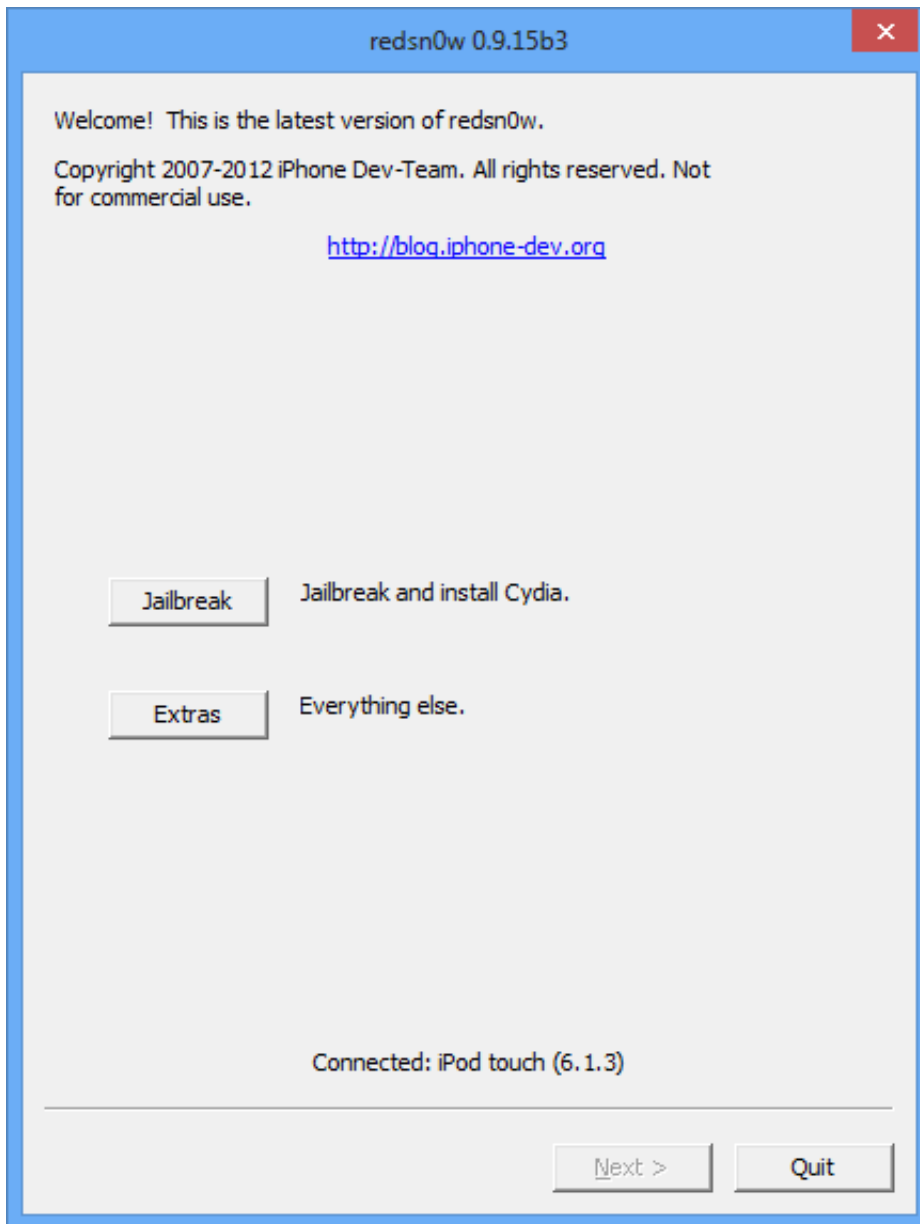 redsn0w 0.9.15b3
Welcome!  This is the latest version of redsn0w.
Copyright 2007-2012 iPhone Dev-Team. All rights reserved. Not
for commercial use.
http://blog.iphone-dev.org
Jailbreak
Jailbreak and install Cydia.
Extras
Everything else.
Connected: iPod touch (6.1.3)
Next >
Quit